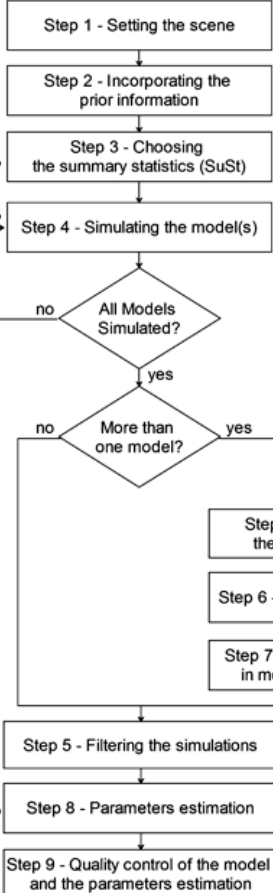 Step 1 - Setting the scene
Step 2 - Incorporating the
prior information
Step 3 - Choosing
the summary statistics (SuSt)
Step 4 - Simulating the model(s)
no
All Models
Simulated?
yes
no
More than
one model?
yes
the
Step 6 -
Step 7
in
Step 5 - Filtering the simulations
Step 8 - Parameters estimation
Step 9 - Quality control of the model
and the parameters estimation